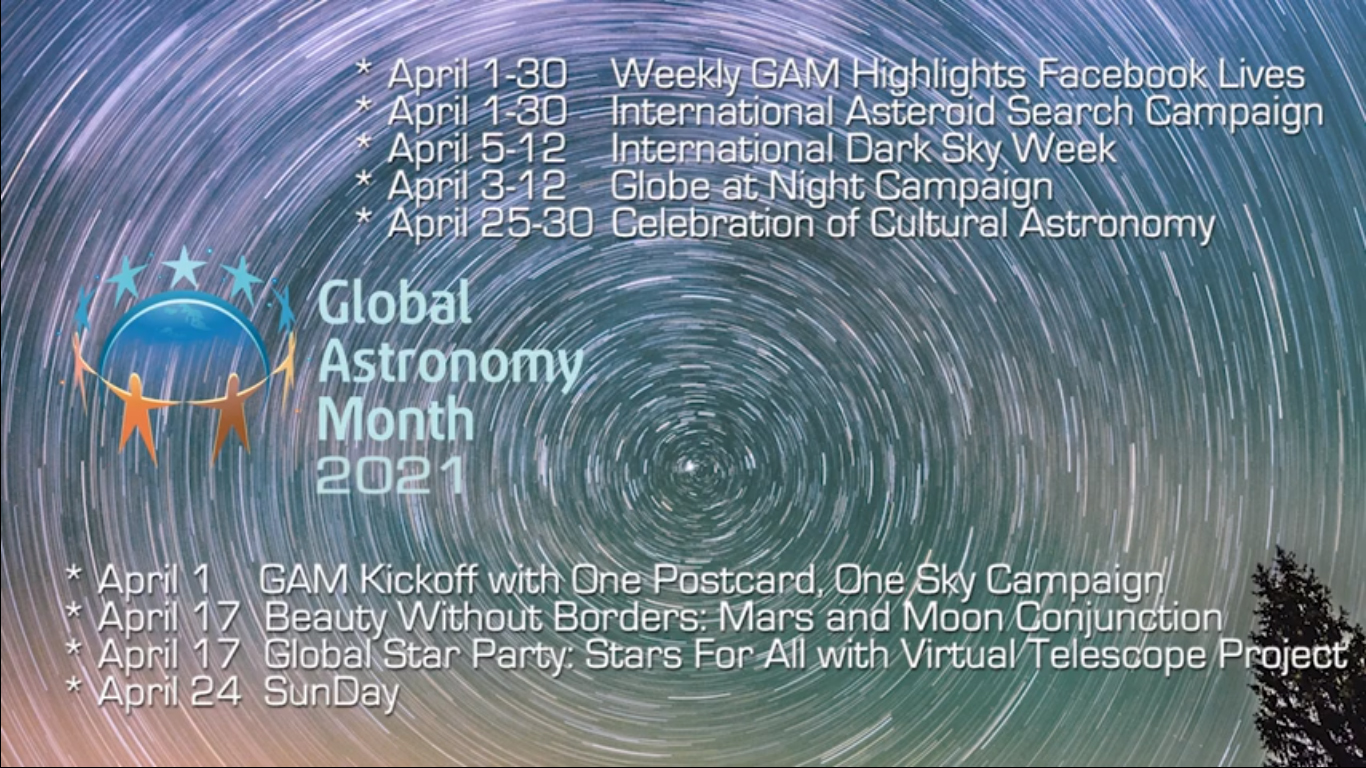 * April 1-30 Weekly GAM Highlights Facebook Lives
* April 1-30 International Asteroid Search Campaign
* April 5-12 International Dark Sky Week
* April 3-12 Globe at Night Campaign
* April 25-30 Celebration of Cultural Astronomy
Global
Astronomy
Month
2021
* April 1 GAM Kickoff with One Postcard, One Sky Campaign
* April 17 Beauty Without Borders: Mars and Moon Conjunction
* April 17 Global Star Party: Stars For All with Virtual Telescope Project
* April 24 SunDay